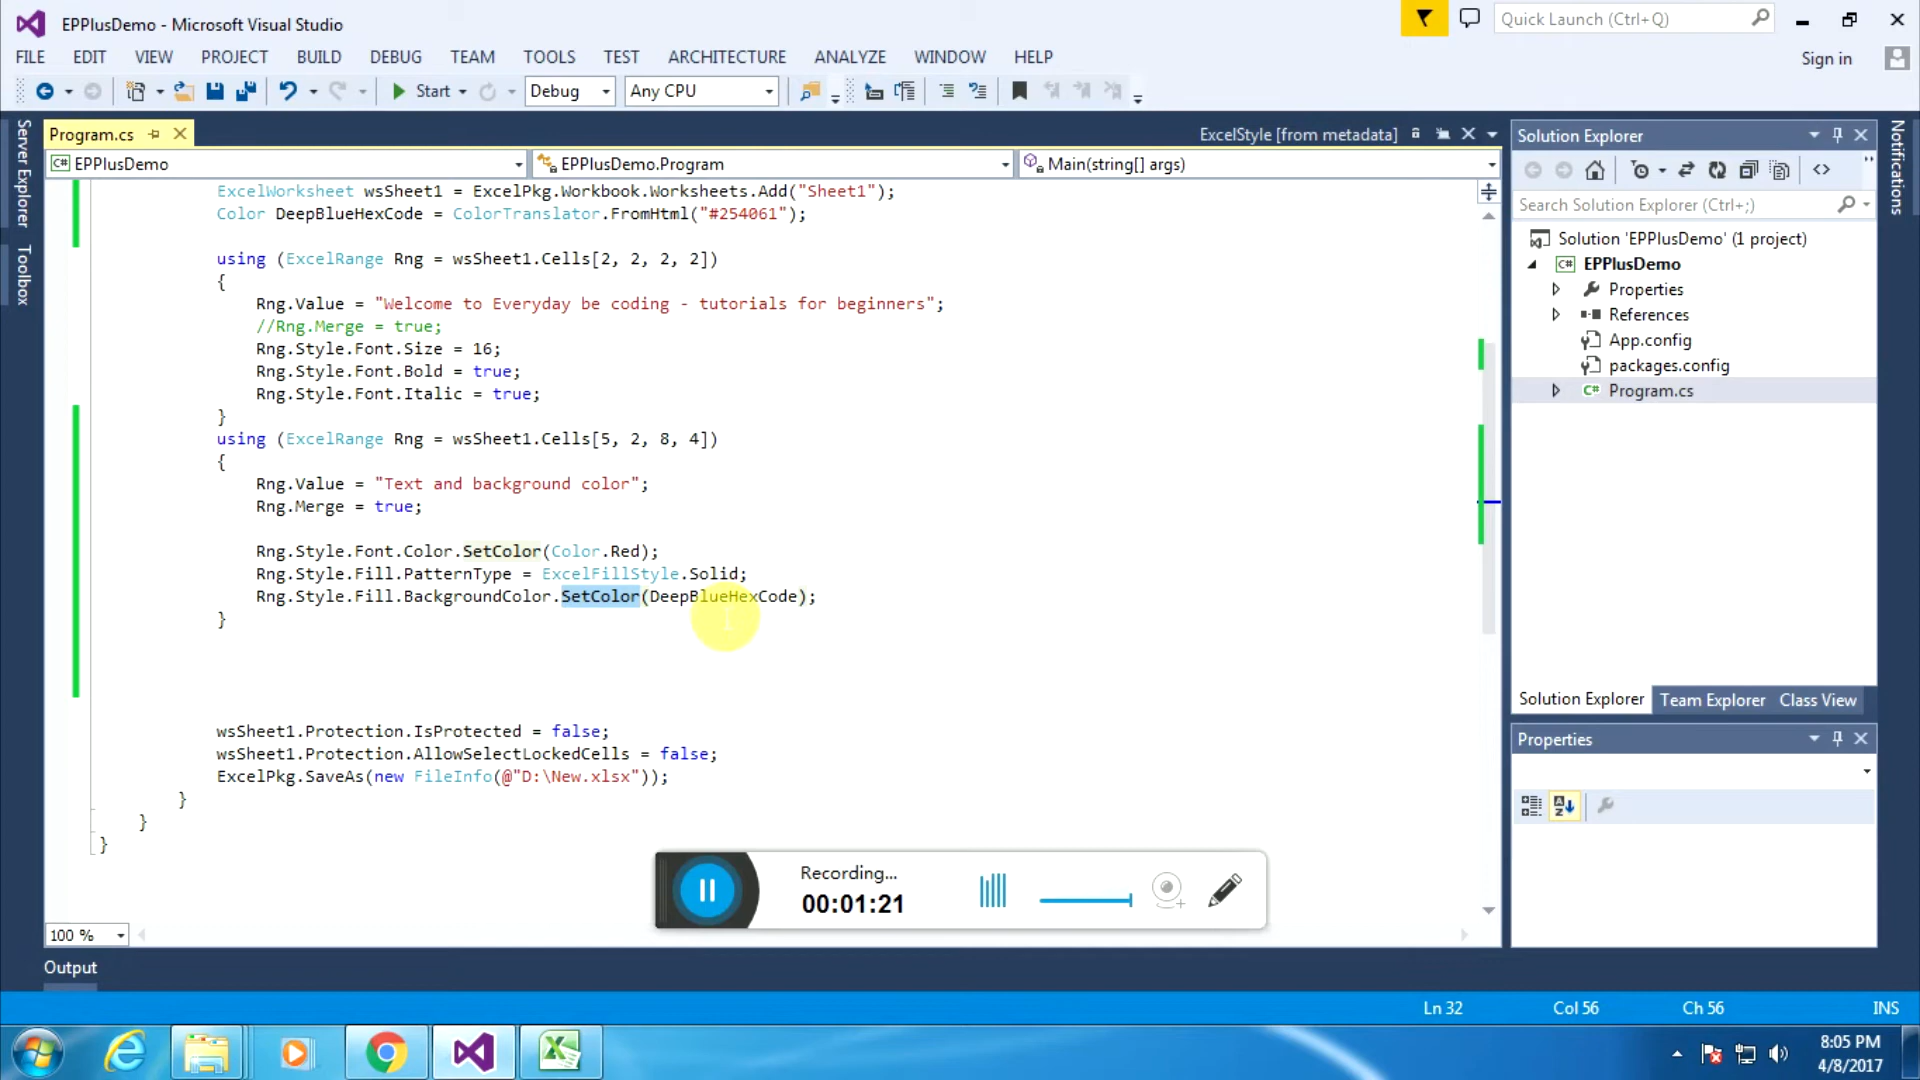 EPPlusDemo - Microsoft Visual Studio
Quick Launch (Ctrl+Q)
FILE EDIT VIEW PROJECT BUILD DEBUG TEAM TOOLS TEST ARCHITECTURE ANALYZE WINDOW HELP
Sign in
Start Debug Any CPU
Server Explorer
Toolbox
Program.cs
ExcelStyle [from metadata]
EPPlusDemo
EPPlusDemo.Program
Main(string[] args)
ExcelWorksheet wsSheet1 = ExcelPkg.Workbook.Worksheets.Add("Sheet1");
Color DeepBlueHexCode = ColorTranslator.FromHtml("#254061");
using (ExcelRange Rng = wsSheet1.Cells[2, 2, 2, 2])
{
Rng.Value = "Welcome to Everyday be coding - tutorials for beginners";
//Rng.Merge = true;
Rng.Style.Font.Size = 16;
Rng.Style.Font.Bold = true;
Rng.Style.Font.Italic = true;
}
using (ExcelRange Rng = wsSheet1.Cells[5, 2, 8, 4])
{
Rng.Value = "Text and background color";
Rng.Merge = true;
Rng.Style.Font.Color.SetColor(Color.Red);
Rng.Style.Fill.PatternType = ExcelFillStyle.Solid;
Rng.Style.Fill.BackgroundColor.SetColor(DeepBlueHexCode);
}
wsSheet1.Protection.IsProtected = false;
wsSheet1.Protection.AllowSelectLockedCells = false;
ExcelPkg.SaveAs(new FileInfo(@"D:\New.xlsx"));
}
}
}
Recording...
00:01:21
100 %
Output
Solution Explorer
Search Solution Explorer (Ctrl+;)
Solution 'EPPlusDemo' (1 project)
C# EPPlusDemo
Properties
References
App.config
packages.config
C# Program.cs
Solution Explorer Team Explorer Class View
Properties
Notifications
Ln 32 Col 56 Ch 56 INS
8:05 PM
4/8/2017